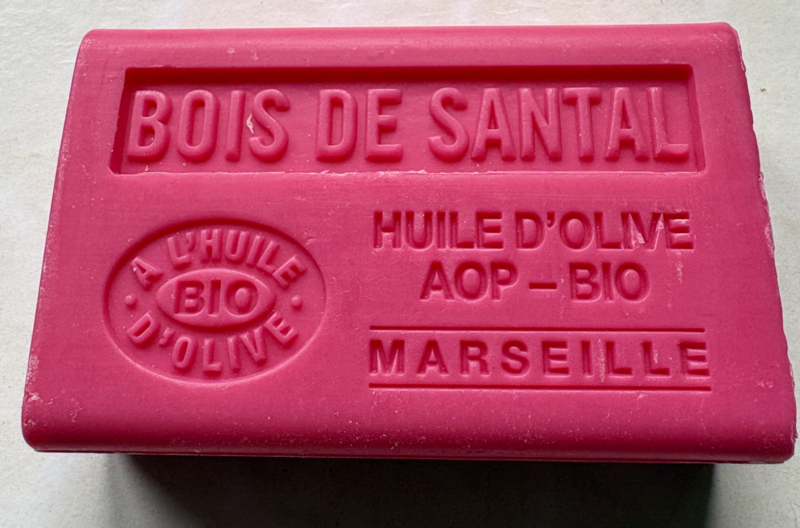 BOIS DE SANTAL
A L'HUILE
BIO
D'OLIVE
HUILE D'OLIVE
AOP – BIO
MARSEILLE